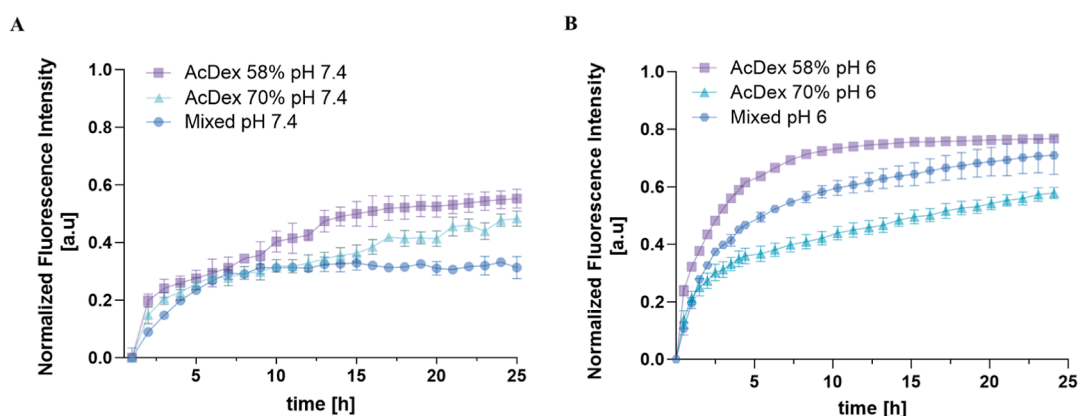 A
Normalized Fluorescence Intensity
[a.u]
1.0
0.8
0.6
0.4
0.2
0.0
AcDex 58% pH 7.4
AcDex 70% pH 7.4
Mixed pH 7.4
5
10
15
20
25
time [h]
B
Normalized Fluorescence Intensity
[a.u]
1.0
0.8
0.6
0.4
0.2
0.0
AcDex 58% pH 6
AcDex 70% pH 6
Mixed pH 6
5
10
15
20
25
time [h]